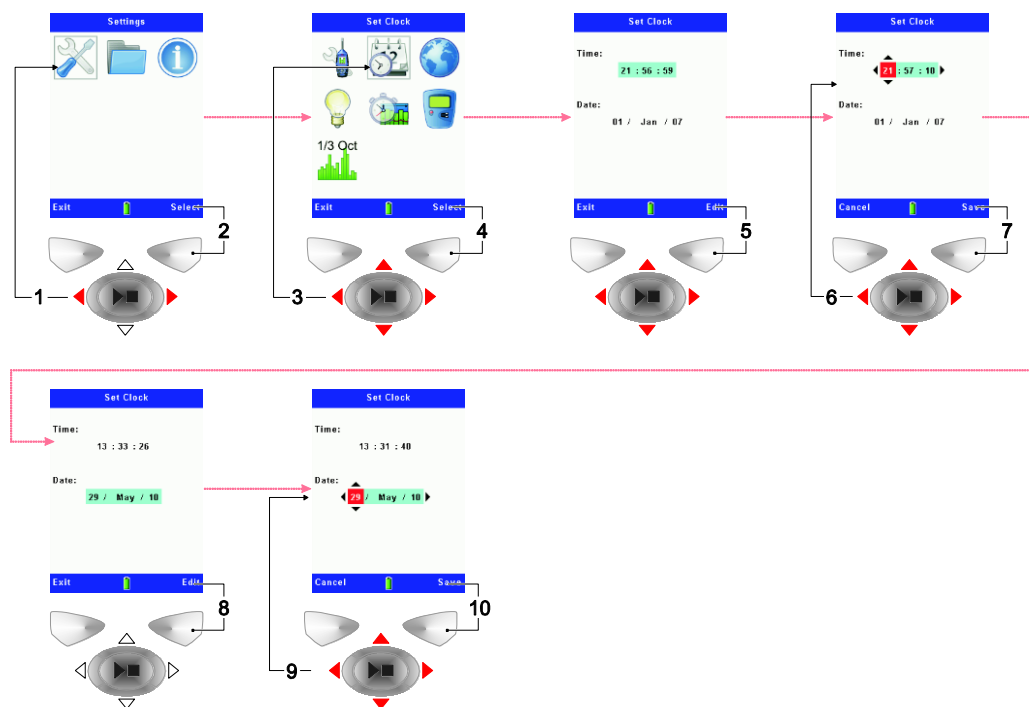 Settings
Exit
Select
2
1
Set Clock
12
1/3 Oct
Exit
Select
4
3
Set Clock
Time:
21 : 56 : 59
Date:
01 / Jan / 07
Exit
Edit
5
Set Clock
Time:
21 : 57 : 10
Date:
01 / Jan / 07
Cancel
Save
7
6
Set Clock
Time:
13 : 33 : 26
Date:
29 / May / 10
Exit
Edit
8
Set Clock
Time:
13 : 31 : 40
Date:
29 / May / 10
Cancel
Save
10
9